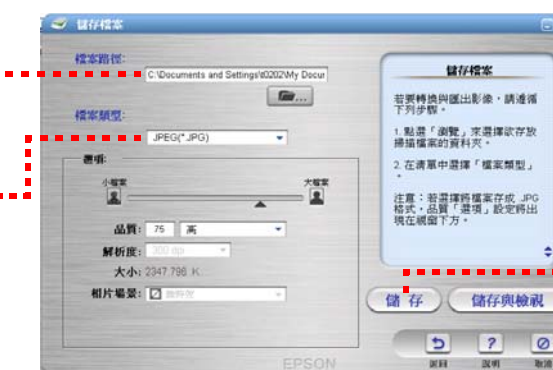 儲存檔案
檔案路徑:
C:\Documents and Settings\t0202\My Docur
檔案類型:
JPEG(*.JPG)
選項:
小檔案
大檔案
品質: 75 高
解析度: 300 dpi
大小: 2347.796 K
相片場景:
儲存檔案
若要轉換與匯出影像，請遵循
下列步驟。
1. 點選「瀏覽」來選擇欲存放
掃描檔案的資料夾。
2. 在清單中選擇「檔案類型」
。
注意：若選擇將檔案存成 JPG
格式，品質「選項」設定將出
現在視窗下方。
儲 存
儲存與檢視
返回
說明
取消
EPSON